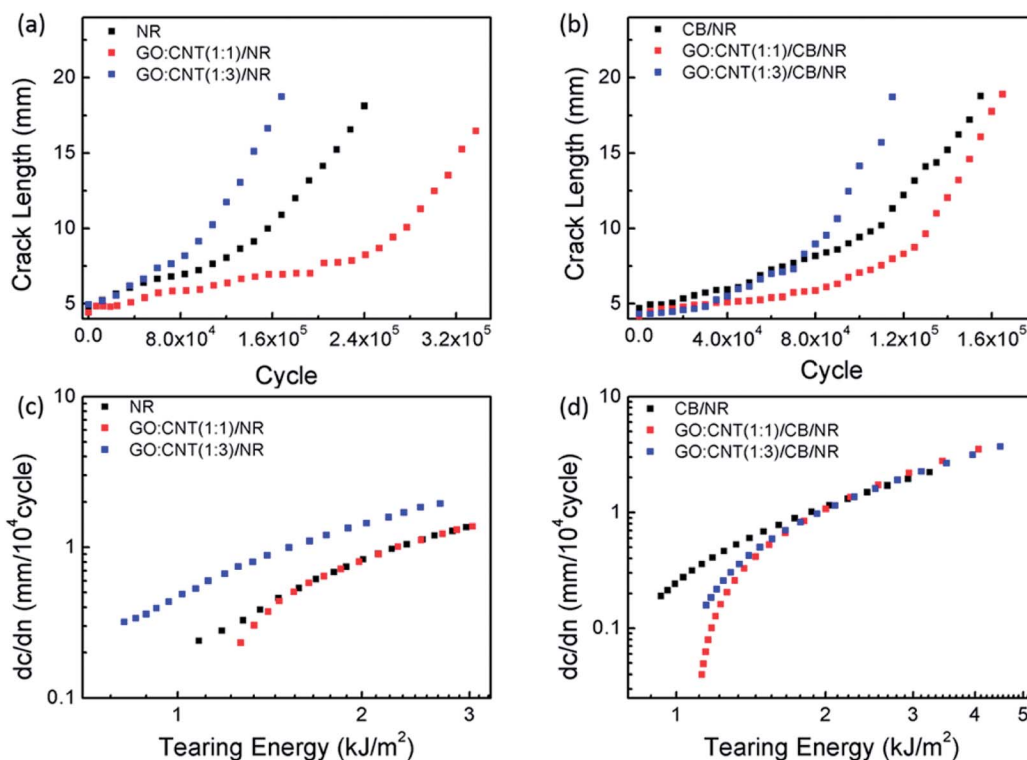 (a)
NR
GO:CNT(1:1)/NR
GO:CNT(1:3)/NR
Crack Length (mm)
20
15
10
5
0.0 8.0x10⁴ 1.6x10⁵ 2.4x10⁵ 3.2x10⁵
Cycle
(b)
CB/NR
GO:CNT(1:1)/CB/NR
GO:CNT(1:3)/CB/NR
Crack Length (mm)
20
15
10
5
0.0 4.0x10⁴ 8.0x10⁴ 1.2x10⁵ 1.6x10⁵
Cycle
(c)
NR
GO:CNT(1:1)/NR
GO:CNT(1:3)/NR
dc/dn (mm/10⁴cycle)
10
1
0.1
1 2 3
Tearing Energy (kJ/m²)
(d)
CB/NR
GO:CNT(1:1)/CB/NR
GO:CNT(1:3)/CB/NR
dc/dn (mm/10⁴cycle)
10
1
0.1
1 2 3 4 5
Tearing Energy (kJ/m²)